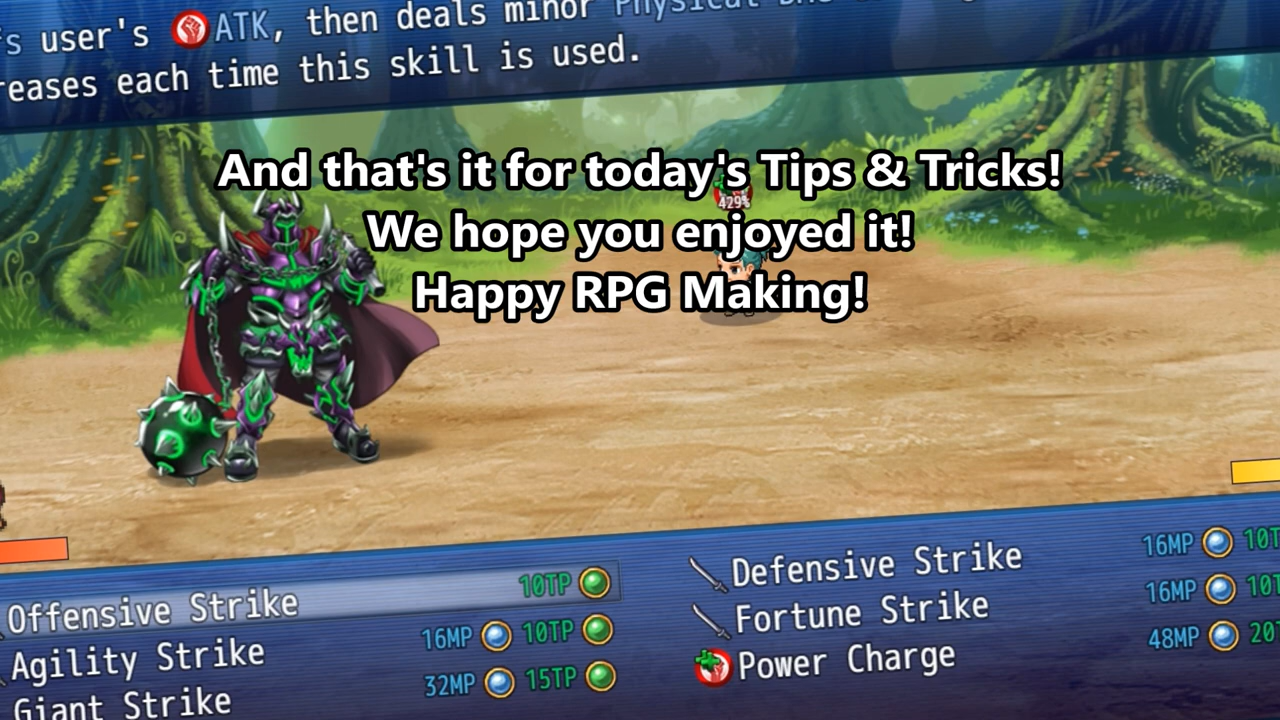 user's ATK, then deals minor Physical
each time this skill is used.
And that's it for today's Tips & Tricks!
429%
We hope you enjoyed it!
Happy RPG Making!
Offensive Strike 10TP
Defensive Strike 16MP
Agility Strike 16MP 10TP
Fortune Strike 16MP
Giant Strike 32MP 15TP
Power Charge 48MP